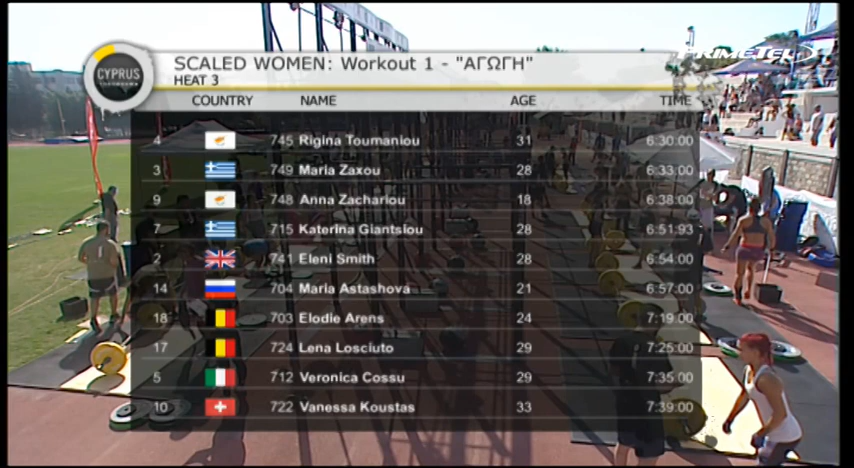 PRIMETEL
CYPRUS
SCALED WOMEN: Workout 1 - "ΑΓΩΓΗ"
HEAT 3
COUNTRY NAME AGE TIME
4 745 Rigina Toumaniou 31 6:30:00
3 749 Maria Zaxou 28 6:33:00
9 748 Anna Zachariou 18 6:38:00
7 715 Katerina Giantsiou 28 6:51.93
2 741 Eleni Smith 28 6:54:00
14 704 Maria Astashova 21 6:57:00
18 703 Elodie Arens 24 7:19:00
17 724 Lena Losciuto 29 7:25:00
5 712 Veronica Cossu 29 7:35:00
10 722 Vanessa Koustas 33 7:39:00